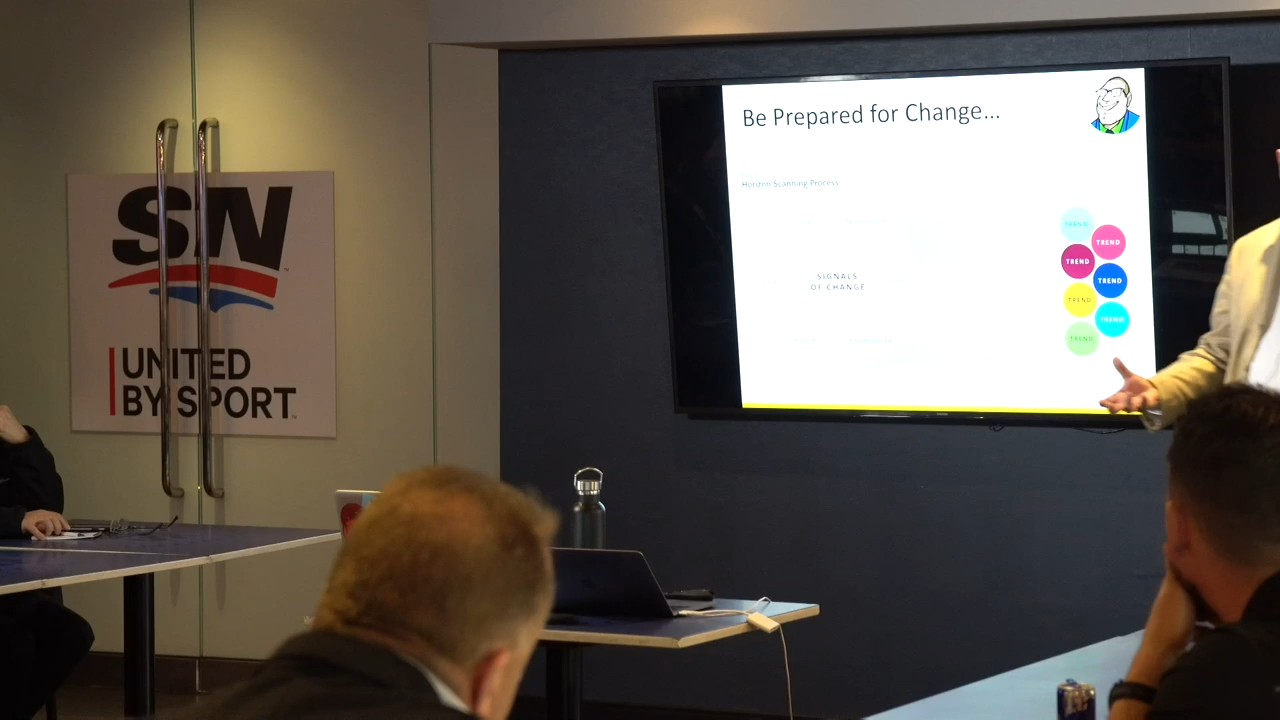 SN
UNITED
BY SPORT
Be Prepared for Change...
Horizon Scanning Process
SIGNALS
OF CHANGE
TREND
TREND
TREND
TREND
TREND
TREND
TREND